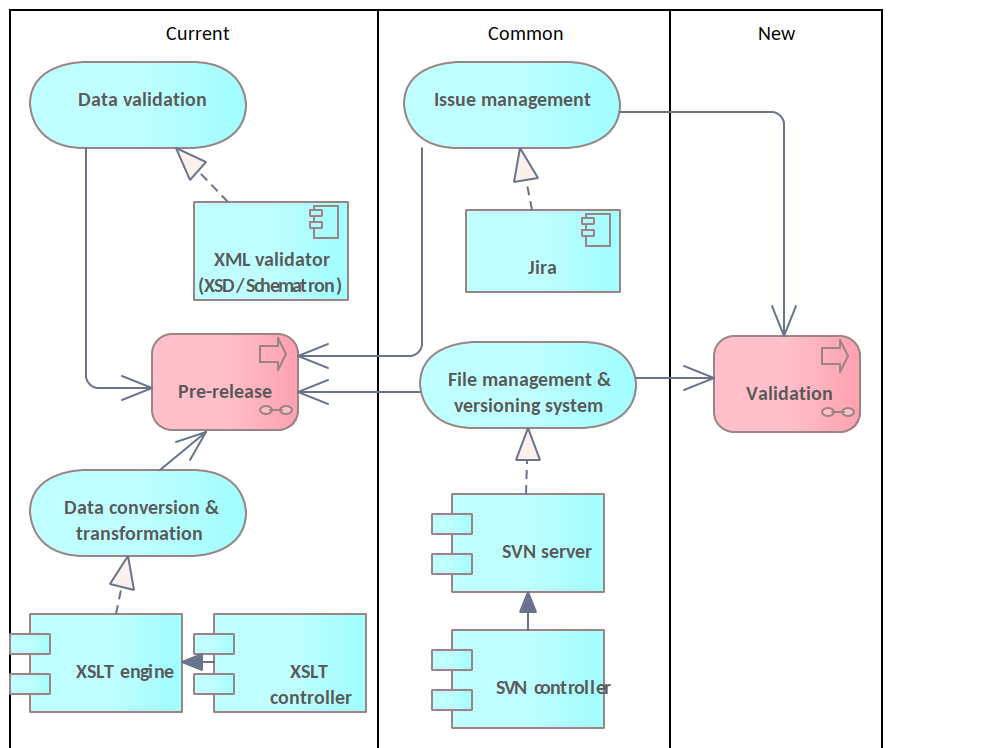 Current
Common
New
Data validation
Issue management
XML validator
(XSD/Schematron)
Jira
Pre-release
File management &
versioning system
Validation
Data conversion &
transformation
SVN server
XSLT engine
XSLT
controller
SVN controller